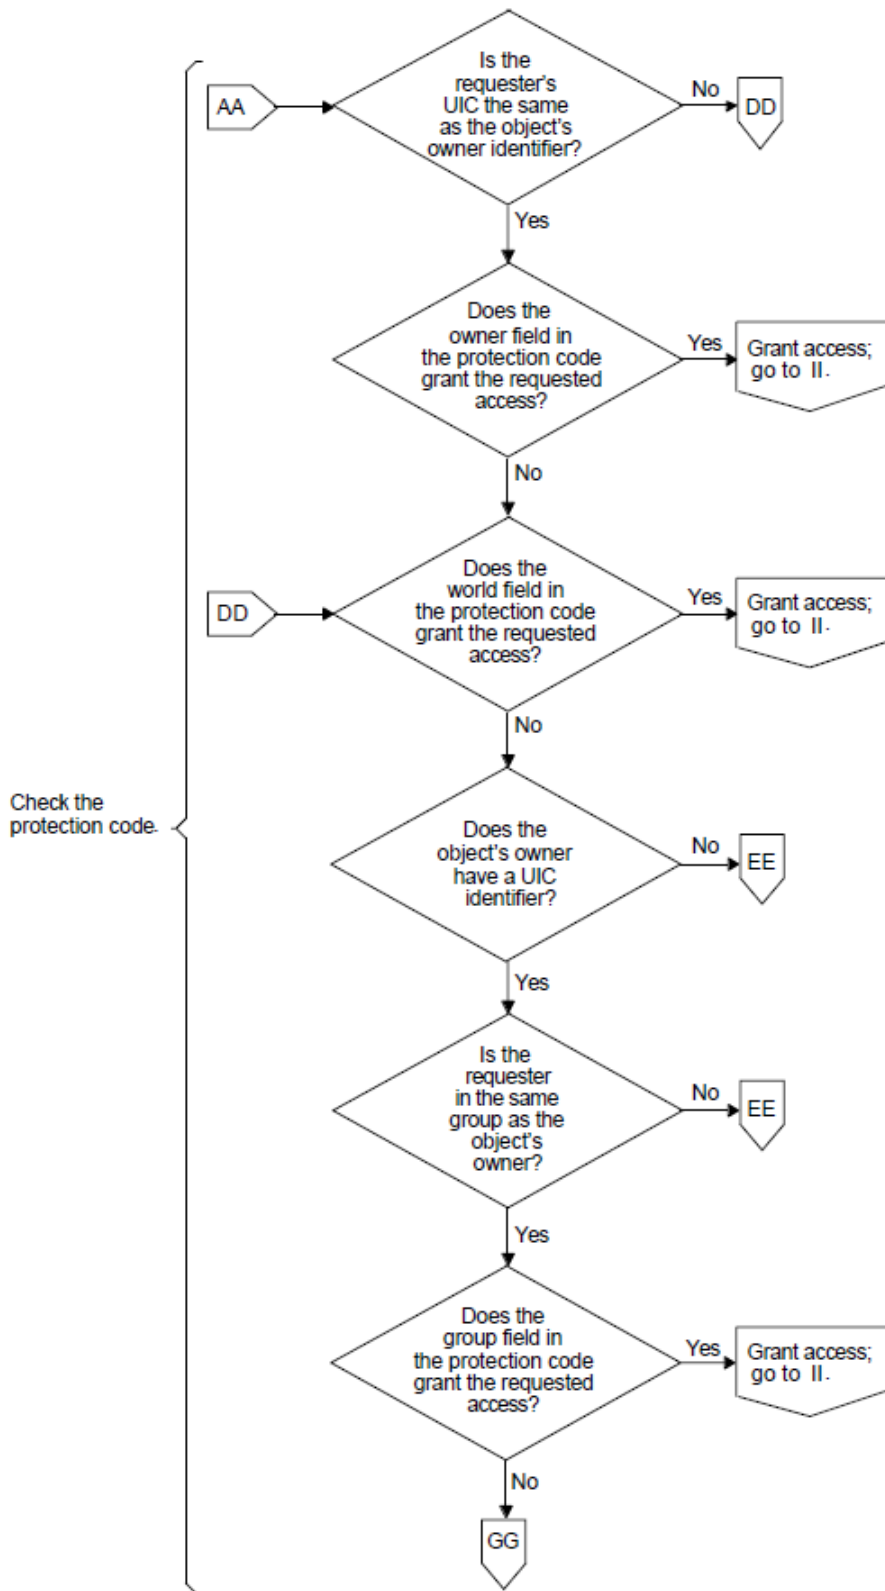 Is the
requester's
UIC the same
as the object's
owner identifier?
AA
No
DD
Yes
Does the
owner field in
the protection code
grant the requested
access?
Yes
Grant access;
go to II.
No
Does the
world field in
the protection code
grant the requested
access?
DD
Yes
Grant access;
go to II.
No
Check the
protection code.
Does the
object's owner
have a UIC
identifier?
No
EE
Yes
Is the
requester
in the same
group as the
object's
owner?
No
EE
Yes
Does the
group field in
the protection code
grant the requested
access?
Yes
Grant access;
go to II.
No
GG